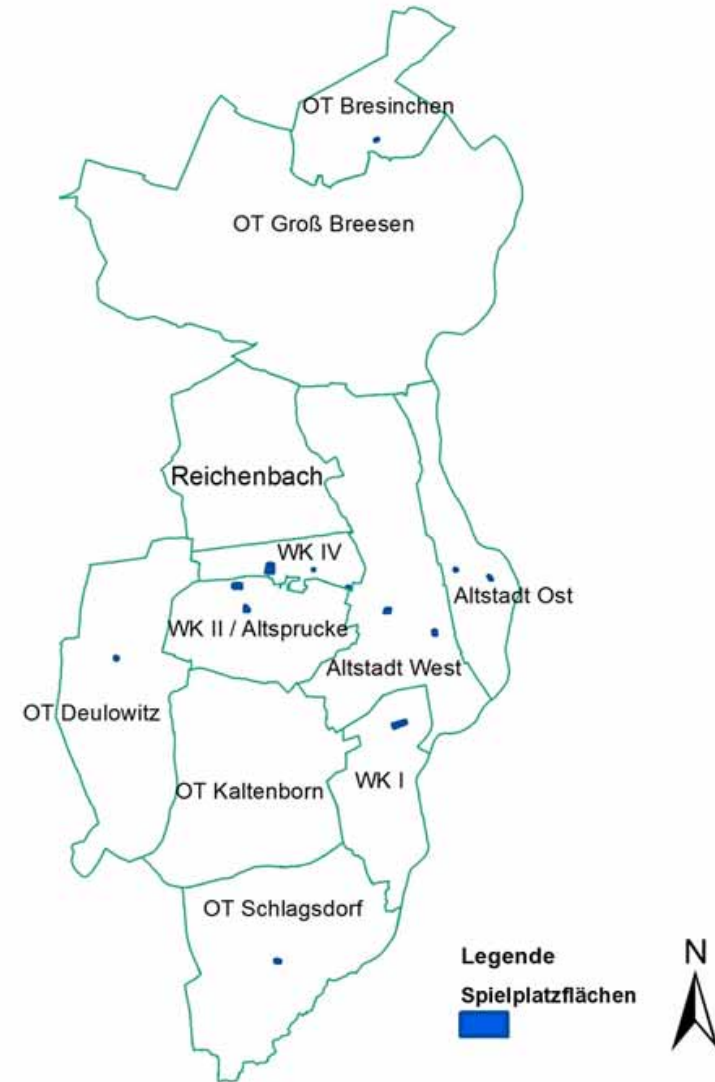 OT Bresinchen
OT Groß Breesen
Reichenbach
WK IV
Altstadt Ost
WK II / Altsprucke
Altstadt West
OT Deulowitz
WK I
OT Kaltenborn
OT Schlagsdorf
Legende
N
Spielplatzflächen